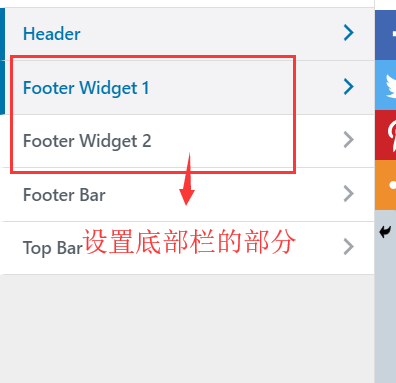 Header
Footer Widget 1
Footer Widget 2
Footer Bar
设置底部栏的部分
Top Bar